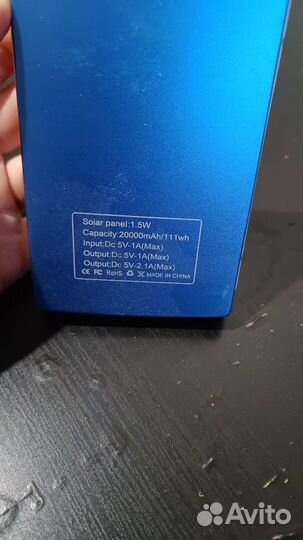 Soiar panel:1.5W
Capacity:20000mAh/111wh
Input:Dc 5V-1A(Max)
Output:Dc 5V-1A(Max)
Output:Dc 5V-2.1A(Max)
CE FC RoHS MADE IN CHINA
Avito